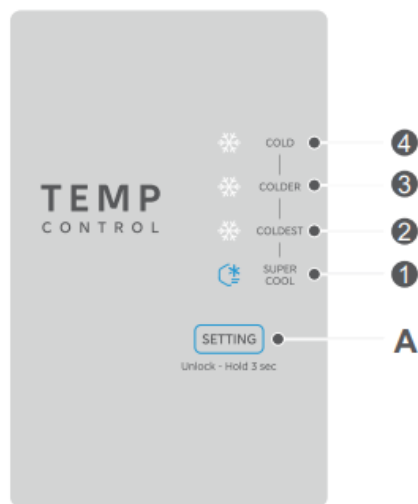 TEMP
CONTROL
COLD
COLDER
COLDEST
SUPER
COOL
SETTING
Unlock - Hold 3 sec
4
3
2
1
A